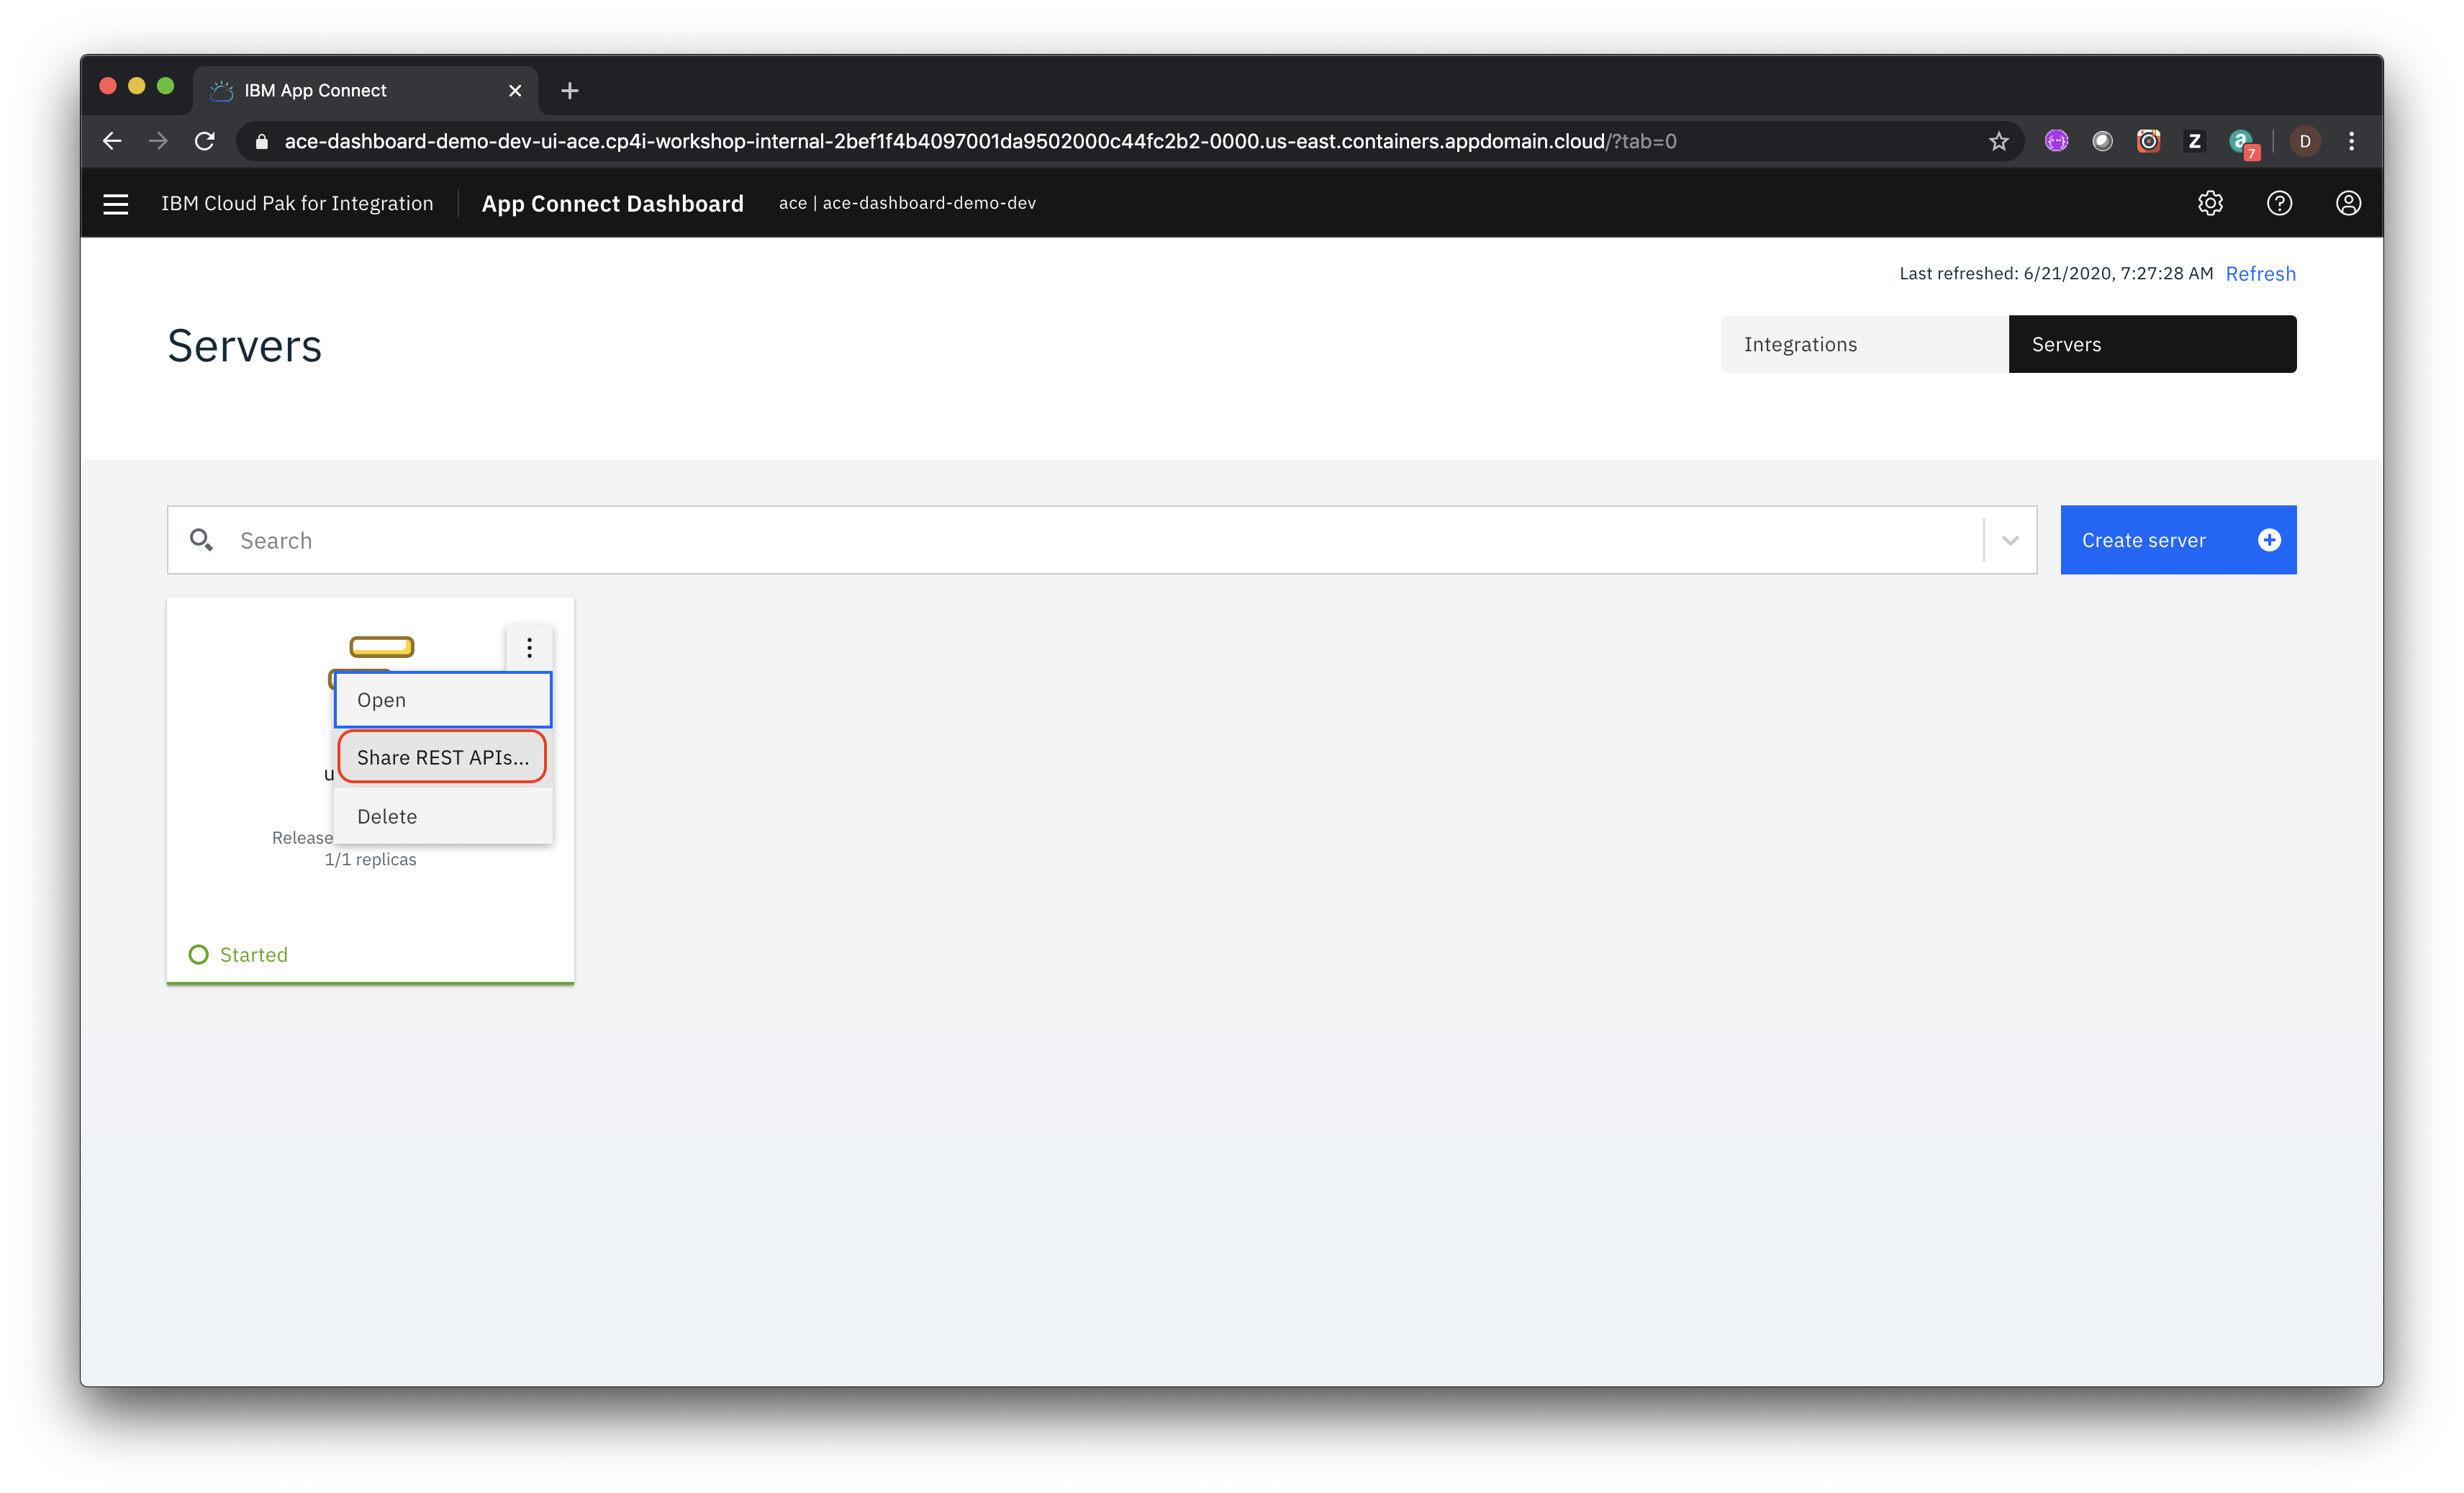 IBM App Connect
ace-dashboard-demo-dev-ui-ace.cp4i-workshop-internal-2bef1f4b4097001da9502000c44fc2b2-0000.us-east.containers.appdomain.cloud/?tab=0
Z
a
7
D
IBM Cloud Pak for Integration
App Connect Dashboard
ace | ace-dashboard-demo-dev
Last refreshed: 6/21/2020, 7:27:28 AM Refresh
Servers
Integrations
Servers
Search
Create server
Open
Share REST APIs...
u
Delete
Release
1/1 replicas
Started